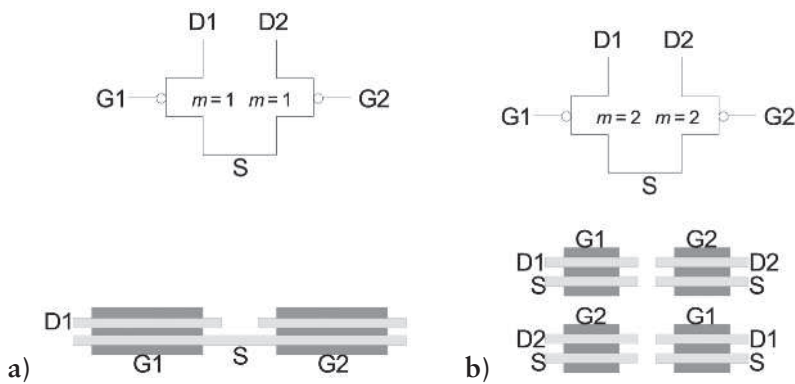 D1 D2
G1 m = 1 m = 1 G2
S
D1
G1 S G2
a)
D1 D2
G1 m = 2 m = 2 G2
S
G1 G2
D1 D2
S S
G2 G1
D2 D1
S S
b)